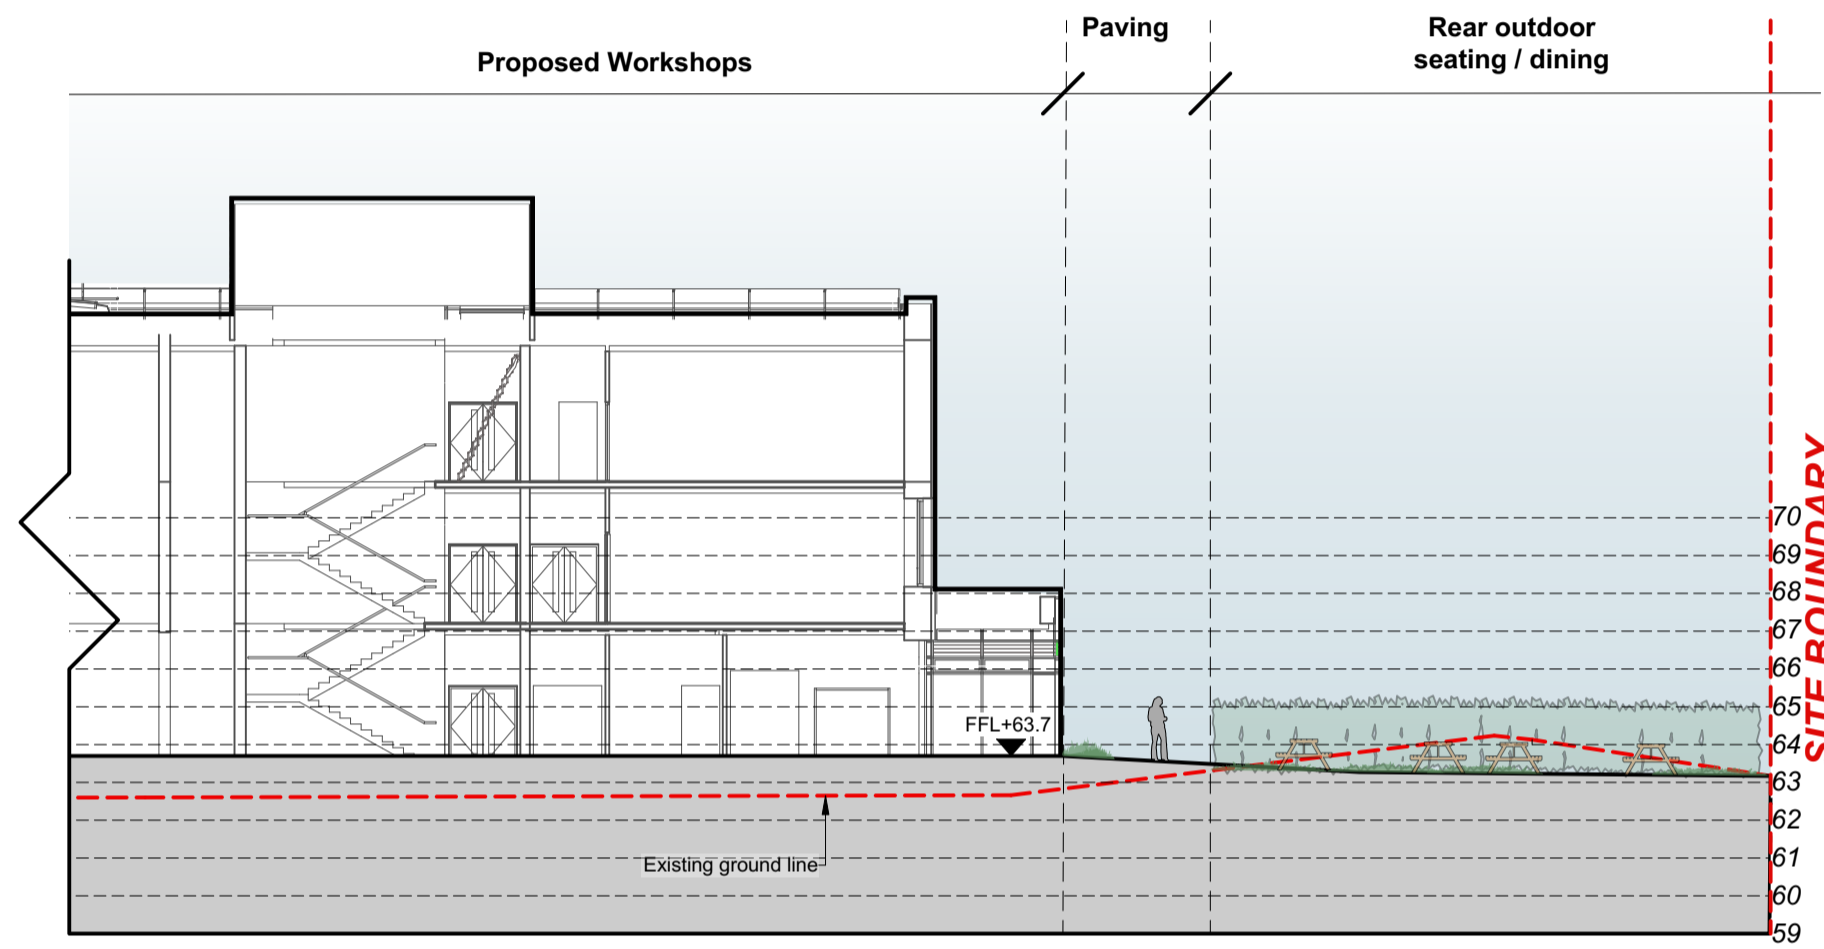 Proposed Workshops
Paving
Rear outdoor
seating / dining
SITE BOUNDARY
70
69
68
67
66
65
64
63
62
61
60
59
FFL+63.7
Existing ground line